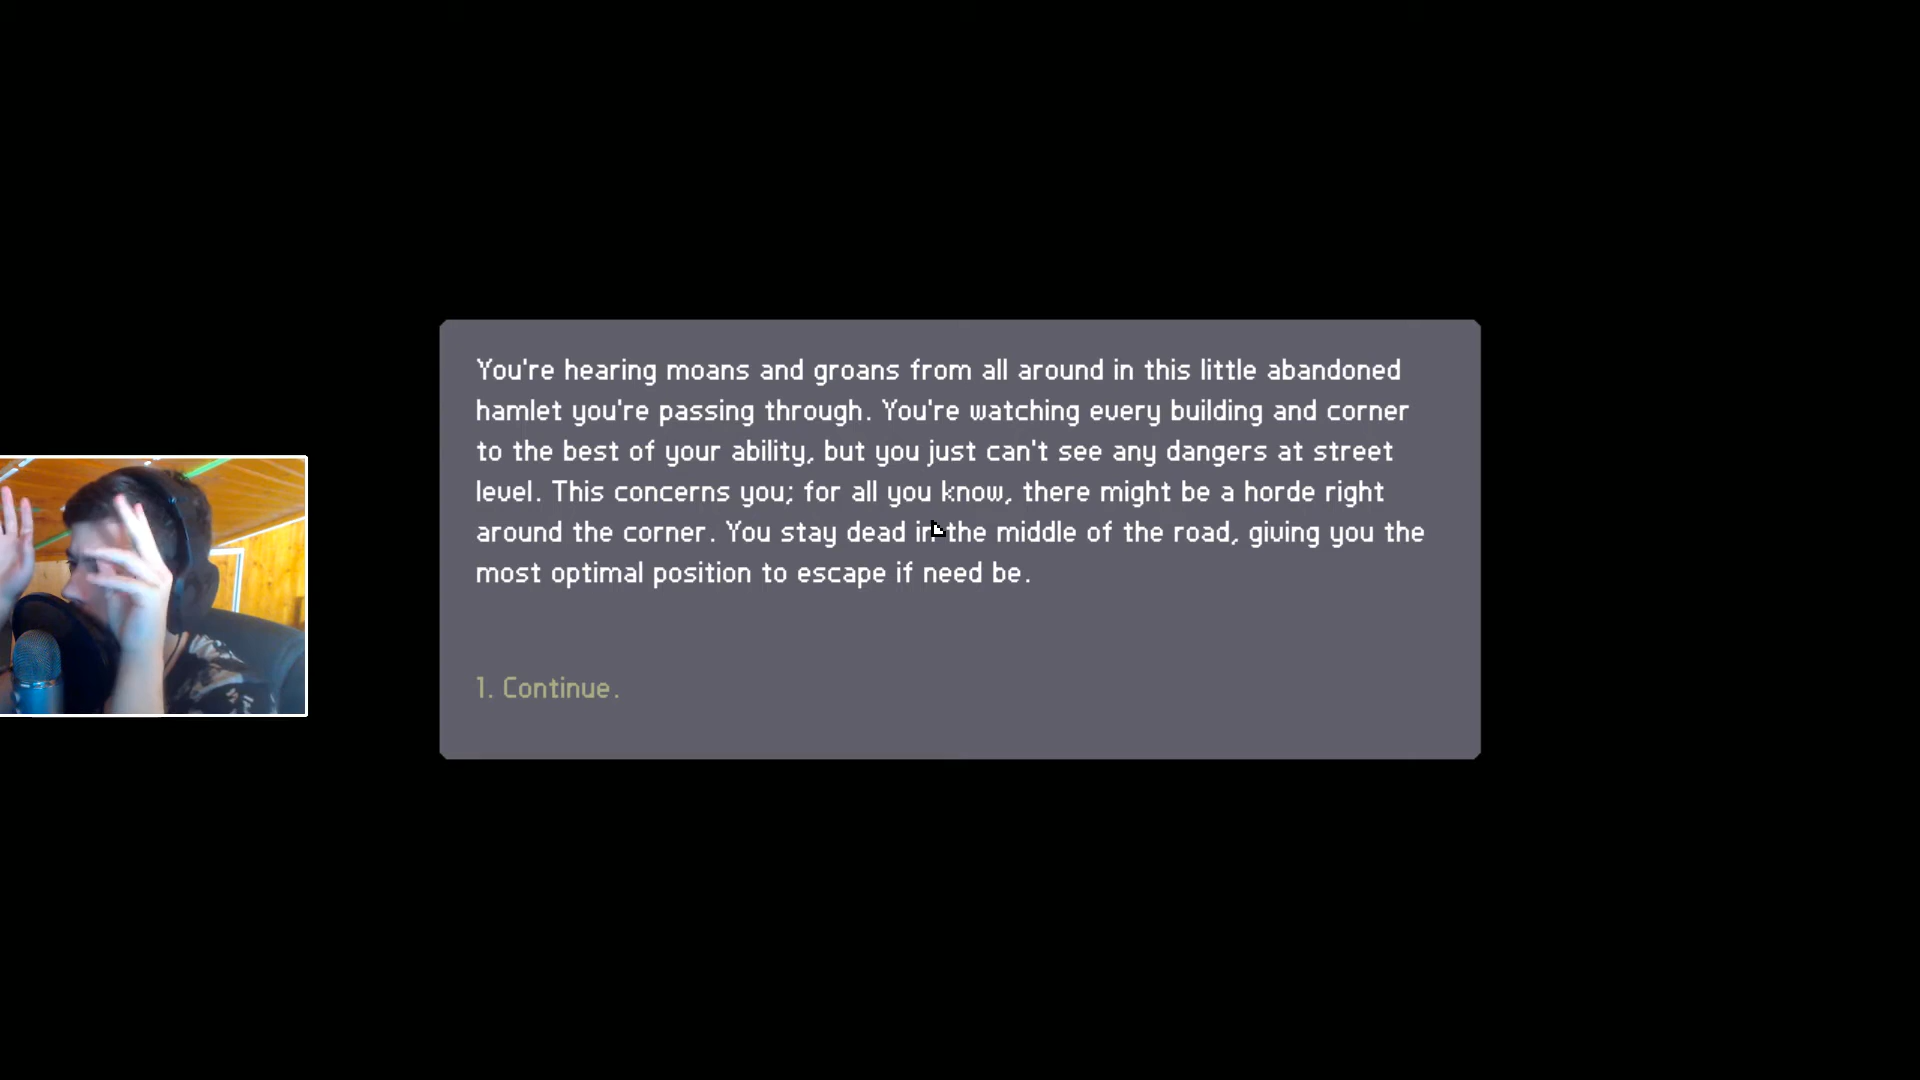 You're hearing moans and groans from all around in this little abandoned
hamlet you're passing through. You're watching every building and corner
to the best of your ability, but you just can't see any dangers at street
level. This concerns you; for all you know, there might be a horde right
around the corner. You stay dead in the middle of the road, giving you the
most optimal position to escape if need be.
1. Continue.